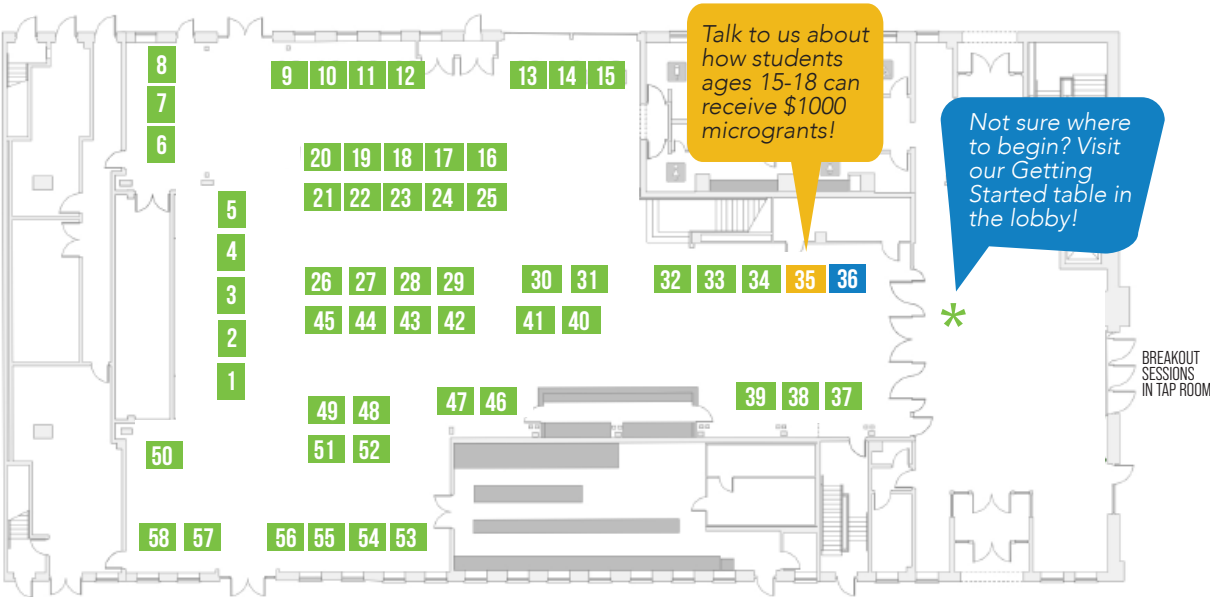 Talk to us about
how students
ages 15-18 can
receive $1000
microgrants!
Not sure where
to begin? Visit
our Getting
Started table in
the lobby!
8
7
6
9 10 11 12
13 14 15
20 19 18 17 16
21 22 23 24 25
5
4
3
2
1
26 27 28 29
30 31
32 33 34 35 36
45 44 43 42
41 40
*
BREAKOUT
SESSIONS
IN TAP ROOM
49 48
47 46
39 38 37
51 52
50
58 57
56 55 54 53